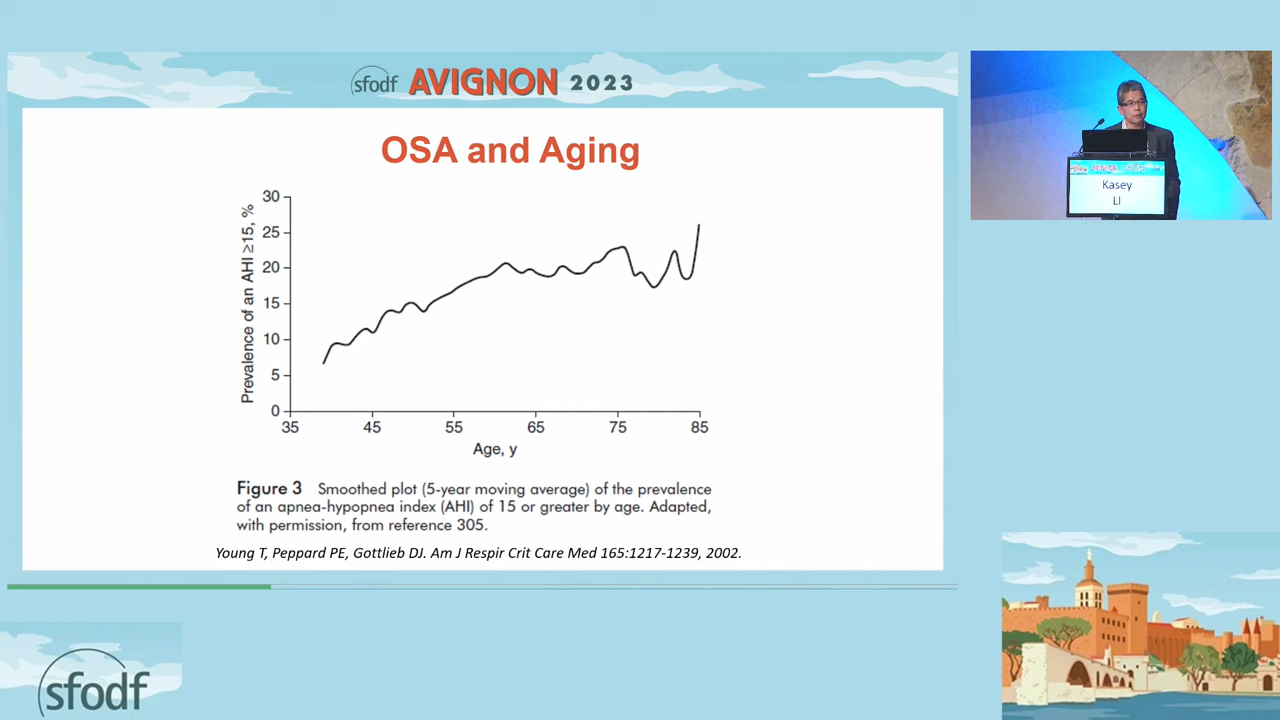 sfodf AVIGNON 2023
OSA and Aging
Prevalence of an AHI ≥15, %
30
25
20
15
10
5
0
35 45 55 65 75 85
Age, y
Figure 3 Smoothed plot (5-year moving average) of the prevalence
of an apnea-hypopnea index (AHI) of 15 or greater by age. Adapted,
with permission, from reference 305.
Young T, Peppard PE, Gottlieb DJ. Am J Respir Crit Care Med 165:1217-1239, 2002.
Kasey
LI
sfodf